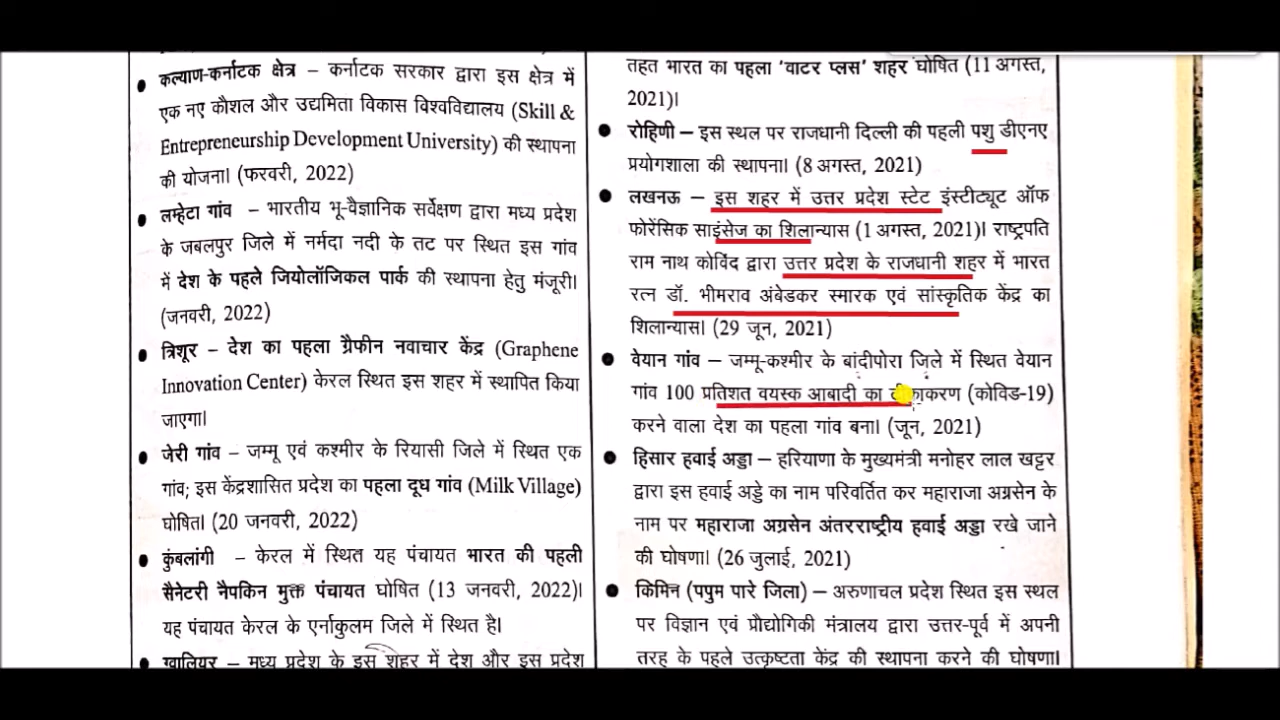 कल्याण-कर्नाटक क्षेत्र – कर्नाटक सरकार द्वारा इस क्षेत्र में
एक नए कौशल और उद्यमिता विकास विश्वविद्यालय (Skill &
Entrepreneurship Development University) की स्थापना
की योजना। (फरवरी, 2022)
लम्हेटा गांव – भारतीय भू-वैज्ञानिक सर्वेक्षण द्वारा मध्य प्रदेश
के जबलपुर जिले में नर्मदा नदी के तट पर स्थित इस गांव
में देश के पहले जियोलॉजिकल पार्क की स्थापना हेतु मंजूरी।
(जनवरी, 2022)
त्रिशूर – देश का पहला ग्रैफीन नवाचार केंद्र (Graphene
Innovation Center) केरल स्थित इस शहर में स्थापित किया
जाएगा।
जेरी गांव – जम्मू एवं कश्मीर के रियासी जिले में स्थित एक
गांव; इस केंद्रशासित प्रदेश का पहला दूध गांव (Milk Village)
घोषित। (20 जनवरी, 2022)
कुंबलांगी – केरल में स्थित यह पंचायत भारत की पहली
सैनेटरी नैपकिन मुक्त पंचायत घोषित (13 जनवरी, 2022)।
यह पंचायत केरल के एर्नाकुलम जिले में स्थित है।
ग्वालियर – मध्य प्रदेश के इस शहर में देश और इस प्रदेश
तहत भारत का पहला 'वाटर प्लस' शहर घोषित (11 अगस्त,
2021)।
रोहिणी – इस स्थल पर राजधानी दिल्ली की पहली पशु डीएनए
प्रयोगशाला की स्थापना। (8 अगस्त, 2021)
लखनऊ – इस शहर में उत्तर प्रदेश स्टेट इंस्टीट्यूट ऑफ
फोरेंसिक साइंसेज का शिलान्यास (1 अगस्त, 2021)। राष्ट्रपति
राम नाथ कोविंद द्वारा उत्तर प्रदेश के राजधानी शहर में भारत
रत्न डॉ. भीमराव अंबेडकर स्मारक एवं सांस्कृतिक केंद्र का
शिलान्यास। (29 जून, 2021)
वेयान गांव – जम्मू-कश्मीर के बांदीपोरा जिले में स्थित वेयान
गांव 100 प्रतिशत वयस्क आबादी का टीकाकरण (कोविड-19)
करने वाला देश का पहला गांव बना। (जून, 2021)
हिसार हवाई अड्डा – हरियाणा के मुख्यमंत्री मनोहर लाल खट्टर
द्वारा इस हवाई अड्डे का नाम परिवर्तित कर महाराजा अग्रसेन के
नाम पर महाराजा अग्रसेन अंतरराष्ट्रीय हवाई अड्डा रखे जाने
की घोषणा। (26 जुलाई, 2021)
किमिन (पपुम पारे जिला) – अरुणाचल प्रदेश स्थित इस स्थल
पर विज्ञान एवं प्रौद्योगिकी मंत्रालय द्वारा उत्तर-पूर्व में अपनी
तरह के पहले उत्कृष्टता केंद्र की स्थापना करने की घोषणा।